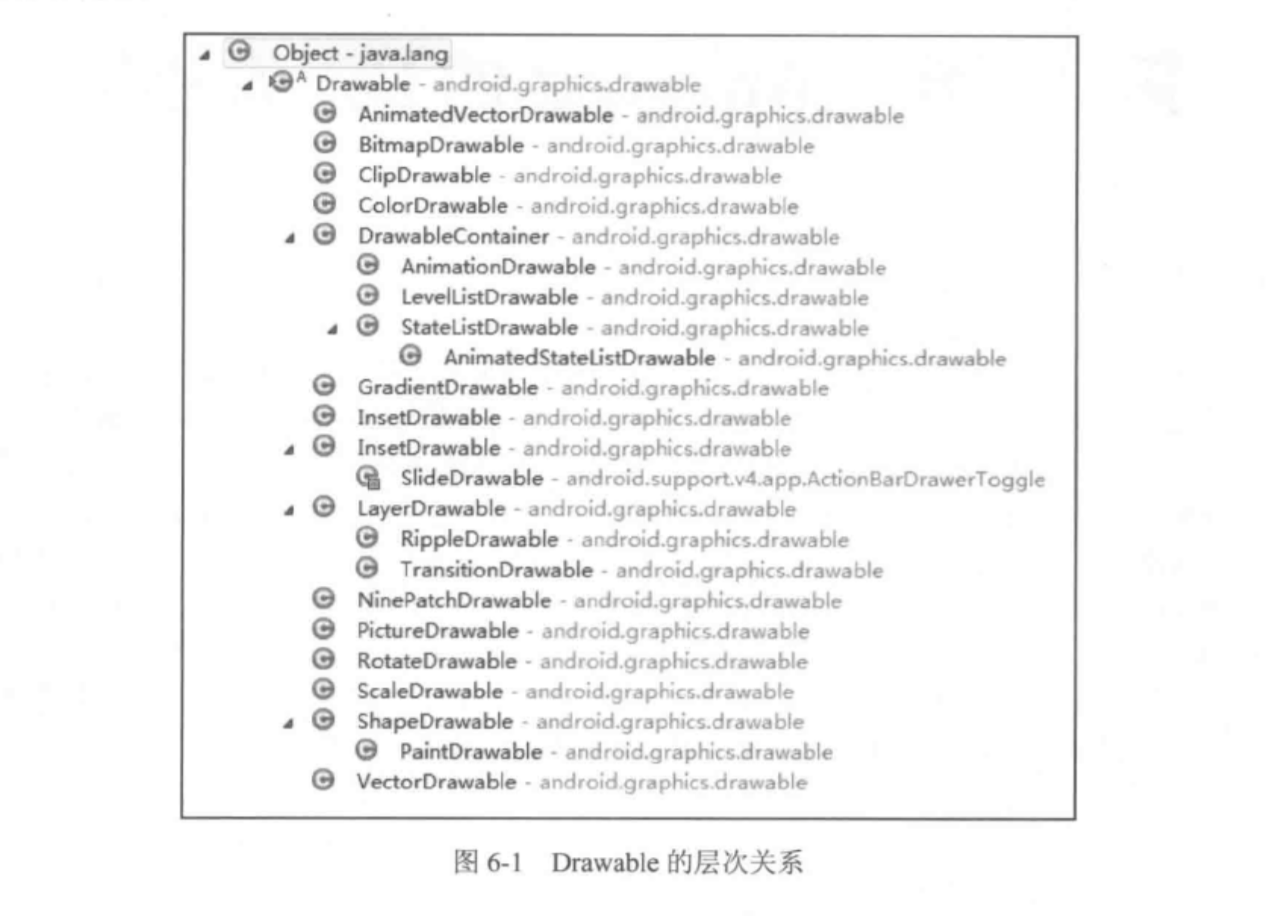 Object - java.lang
A Drawable - android.graphics.drawable
AnimatedVectorDrawable - android.graphics.drawable
BitmapDrawable - android.graphics.drawable
ClipDrawable - android.graphics.drawable
ColorDrawable - android.graphics.drawable
DrawableContainer - android.graphics.drawable
AnimationDrawable - android.graphics.drawable
LevelListDrawable - android.graphics.drawable
StateListDrawable - android.graphics.drawable
AnimatedStateListDrawable - android.graphics.drawable
GradientDrawable - android.graphics.drawable
InsetDrawable - android.graphics.drawable
InsetDrawable - android.graphics.drawable
SlideDrawable - android.support.v4.app.ActionBarDrawerToggle
LayerDrawable - android.graphics.drawable
RippleDrawable - android.graphics.drawable
TransitionDrawable - android.graphics.drawable
NinePatchDrawable - android.graphics.drawable
PictureDrawable - android.graphics.drawable
RotateDrawable - android.graphics.drawable
ScaleDrawable - android.graphics.drawable
ShapeDrawable - android.graphics.drawable
PaintDrawable - android.graphics.drawable
VectorDrawable - android.graphics.drawable
图 6-1 Drawable 的层次关系